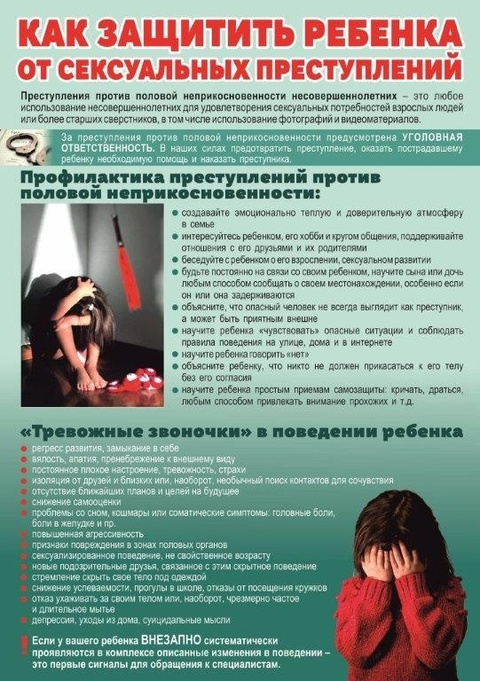 КАК ЗАЩИТИТЬ РЕБЕНКА
ОТ СЕКСУАЛЬНЫХ ПРЕСТУПЛЕНИЙ
Преступления против половой неприкосновенности несовершеннолетних – это любое
использование несовершеннолетних для удовлетворения сексуальных потребностей взрослых людей
или более старших сверстников, в том числе использование фотографий и видеоматериалов.
За преступления против половой неприкосновенности предусмотрена УГОЛОВНАЯ
ОТВЕТСТВЕННОСТЬ. В наших силах предотвратить преступление, оказать пострадавшему
ребенку необходимую помощь и наказать преступника.
Профилактика преступлений против
половой неприкосновенности:
создавайте эмоционально теплую и доверительную атмосферу
в семье
интересуйтесь ребенком, его хобби и кругом общения, поддерживайте
отношения с его друзьями и их родителями
беседуйте с ребенком о его взрослении, сексуальном развитии
будьте постоянно на связи со своим ребенком, научите сына или дочь
любым способом сообщать о своем местонахождении, особенно если
он или она задерживаются
объясните, что опасный человек не всегда выглядит как преступник,
а может быть приятным внешне
научите ребенка «чувствовать» опасные ситуации и соблюдать
правила поведения на улице, дома и в интернете
научите ребенка говорить «нет»
объясните ребенку, что никто не должен прикасаться к его телу
без его согласия
научите ребенка простым приемам самозащиты: кричать, драться,
любым способом привлекать внимание прохожих и т.д.
«Тревожные звоночки» в поведении ребенка
регресс развития, замыкание в себе
вялость, апатия, пренебрежение к внешнему виду
постоянное плохое настроение, тревожность, страхи
изоляция от друзей и близких или, наоборот, необычный поиск контактов для сочувствия
отсутствие ближайших планов и целей на будущее
снижение самооценки
проблемы со сном, кошмары или соматические симптомы: головные боли,
боли в желудке и пр.
повышенная агрессивность
признаки повреждения в зонах половых органов
сексуализированное поведение, не свойственное возрасту
новые подозрительные друзья, связанное с этим скрытное поведение
стремление скрыть свое тело под одеждой
снижение успеваемости, прогулы в школе, отказы от посещения кружков
отказ ухаживать за своим телом или, наоборот, чрезмерно частое
и длительное мытье
депрессия, уходы из дома, суицидальные мысли
! Если у вашего ребенка ВНЕЗАПНО систематически
проявляются в комплексе описанные изменения в поведении –
это первые сигналы для обращения к специалистам.